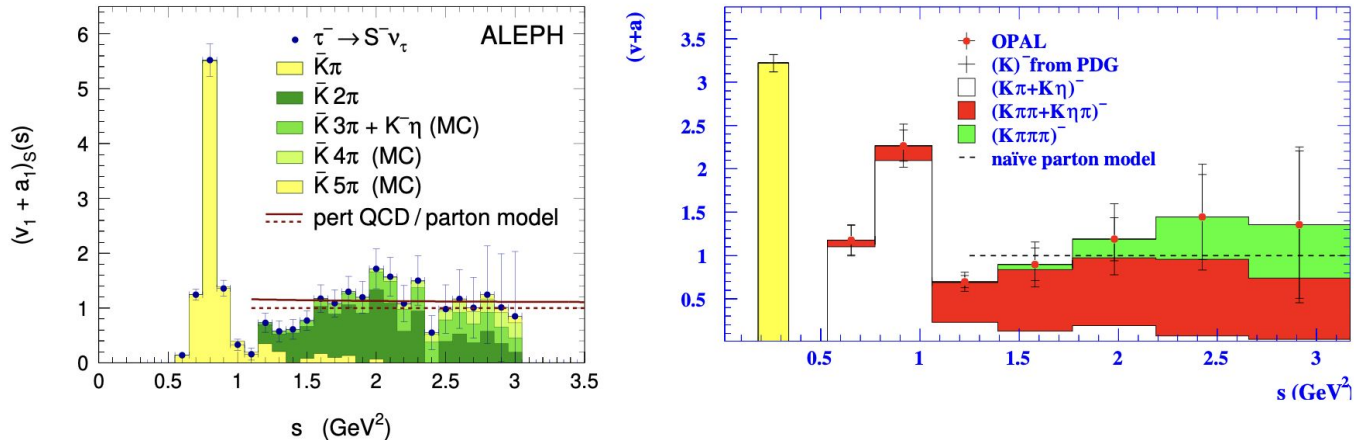 ALEPH
τ⁻ → S⁻ν_τ
K̄π
K̄ 2π
K̄ 3π + K⁻η (MC)
K̄ 4π (MC)
K̄ 5π (MC)
pert QCD / parton model
(v₁ + a₁)_S(s)
6
5
4
3
2
1
0
0 0.5 1 1.5 2 2.5 3 3.5
s (GeV²)
(v+a)
OPAL
(K)⁻ from PDG
(Kπ+Kη)⁻
(Kππ+Kηπ)⁻
(Kπππ)⁻
naïve parton model
3.5
3
2.5
2
1.5
1
0.5
0.5 1 1.5 2 2.5 3
s (GeV²)